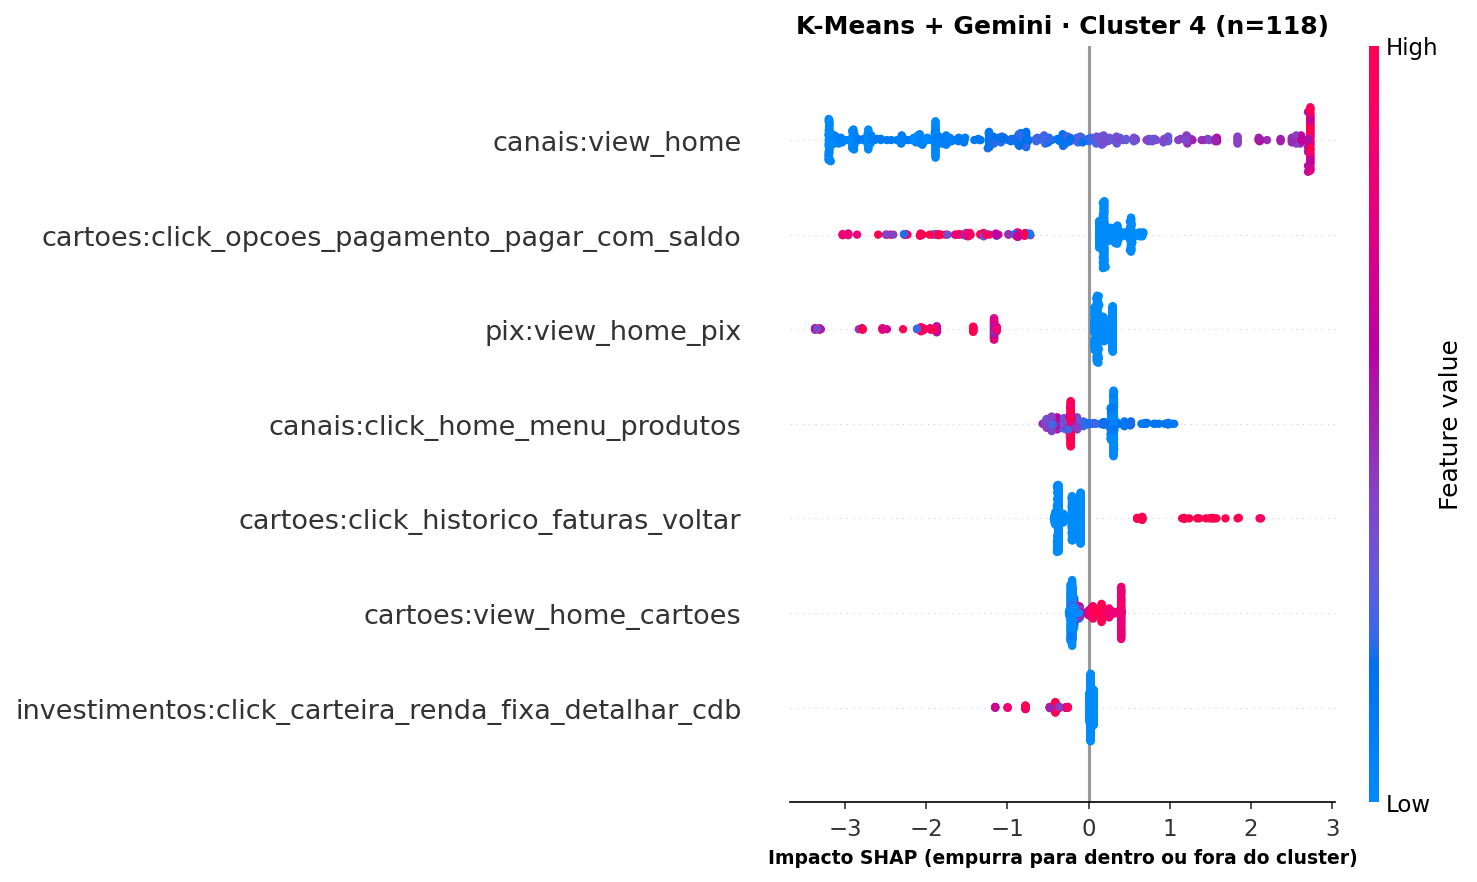 K-Means + Gemini · Cluster 4 (n=118)
High
canais:view_home
cartoes:click_opcoes_pagamento_pagar_com_saldo
pix:view_home_pix
canais:click_home_menu_produtos
cartoes:click_historico_faturas_voltar
cartoes:view_home_cartoes
investimentos:click_carteira_renda_fixa_detalhar_cdb
Feature value
Low
−3 −2 −1 0 1 2 3
Impacto SHAP (empurra para dentro ou fora do cluster)